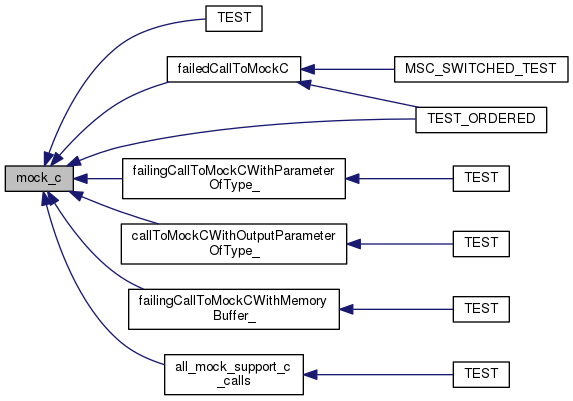 TEST
failedCallToMockC
MSC_SWITCHED_TEST
TEST_ORDERED
mock_c
failingCallToMockCWithParameter
OfType_
TEST
callToMockCWithOutputParameter
OfType_
TEST
failingCallToMockCWithMemory
Buffer_
TEST
all_mock_support_c
_calls
TEST